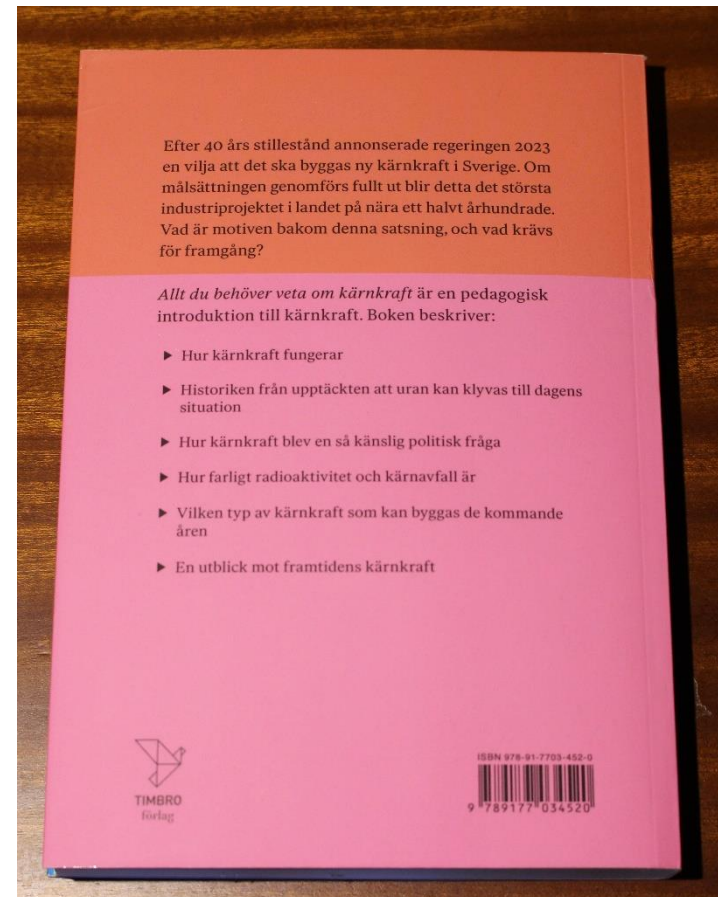 Efter 40 års stillestånd annonserade regeringen 2023
en vilja att det ska byggas ny kärnkraft i Sverige. Om
målsättningen genomförs fullt ut blir detta det största
industriprojektet i landet på nära ett halvt århundrade.
Vad är motiven bakom denna satsning, och vad krävs
för framgång?
Allt du behöver veta om kärnkraft är en pedagogisk
introduktion till kärnkraft. Boken beskriver:
▶ Hur kärnkraft fungerar
▶ Historiken från upptäckten att uran kan klyvas till dagens
situation
▶ Hur kärnkraft blev en så känslig politisk fråga
▶ Hur farligt radioaktivitet och kärnavfall är
▶ Vilken typ av kärnkraft som kan byggas de kommande
åren
▶ En utblick mot framtidens kärnkraft
TIMBRO
förlag
ISBN 978-91-7703-452-0
9 789177 034520